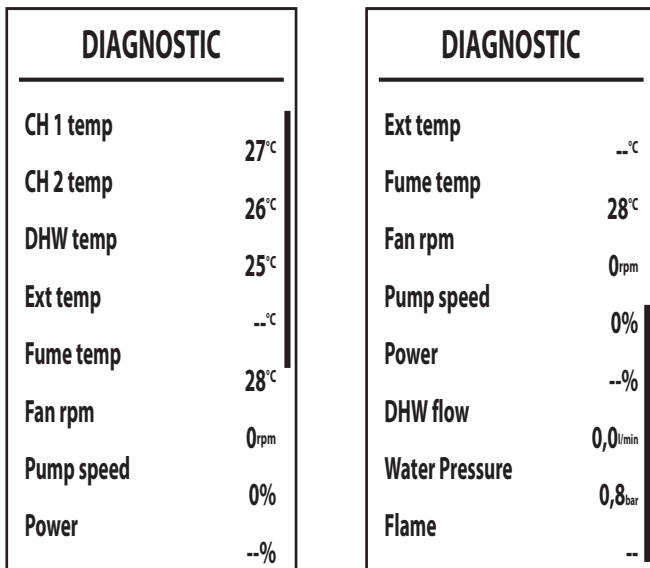 DIAGNOSTIC
CH 1 temp
27°C
CH 2 temp
26°C
DHW temp
25°C
Ext temp
--°C
Fume temp
28°C
Fan rpm
0rpm
Pump speed
0%
Power
--%
DIAGNOSTIC
Ext temp
--°C
Fume temp
28°C
Fan rpm
0rpm
Pump speed
0%
Power
--%
DHW flow
0,0l/min
Water Pressure
0,8bar
Flame
--